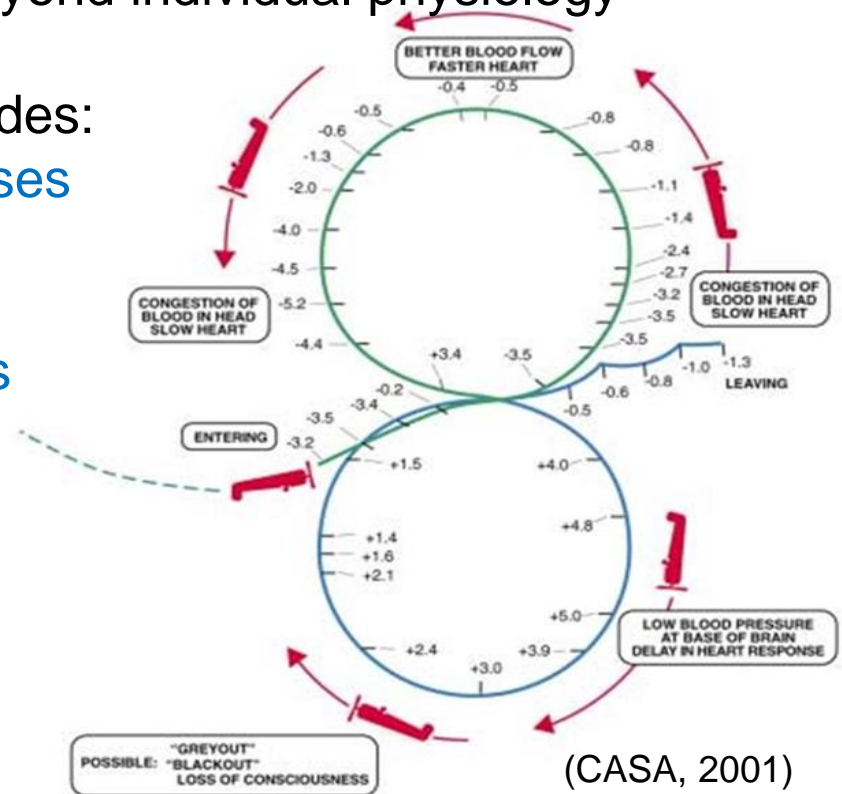 yond individual physiology
des:
ses
s
BETTER BLOOD FLOW
FASTER HEART
-0.4 -0.5
-0.5
-0.6
-1.3
-2.0
-4.0
-4.5
-5.2
-4.4
-0.8
-0.8
-1.1
-1.4
-2.4
-2.7
-3.2
-3.5
-3.5
CONGESTION OF
BLOOD IN HEAD
SLOW HEART
CONGESTION OF
BLOOD IN HEAD
SLOW HEART
+3.4
-3.5
-0.2
-3.4
-3.5
-3.2
ENTERING
-0.5
-0.6
-0.8
-1.0
-1.3
LEAVING
+1.5
+4.0
+4.8
+1.4
+1.6
+2.1
+5.0
+2.4
+3.9
+3.0
LOW BLOOD PRESSURE
AT BASE OF BRAIN
DELAY IN HEART RESPONSE
"GREYOUT"
POSSIBLE: "BLACKOUT"
LOSS OF CONSCIOUSNESS
(CASA, 2001)